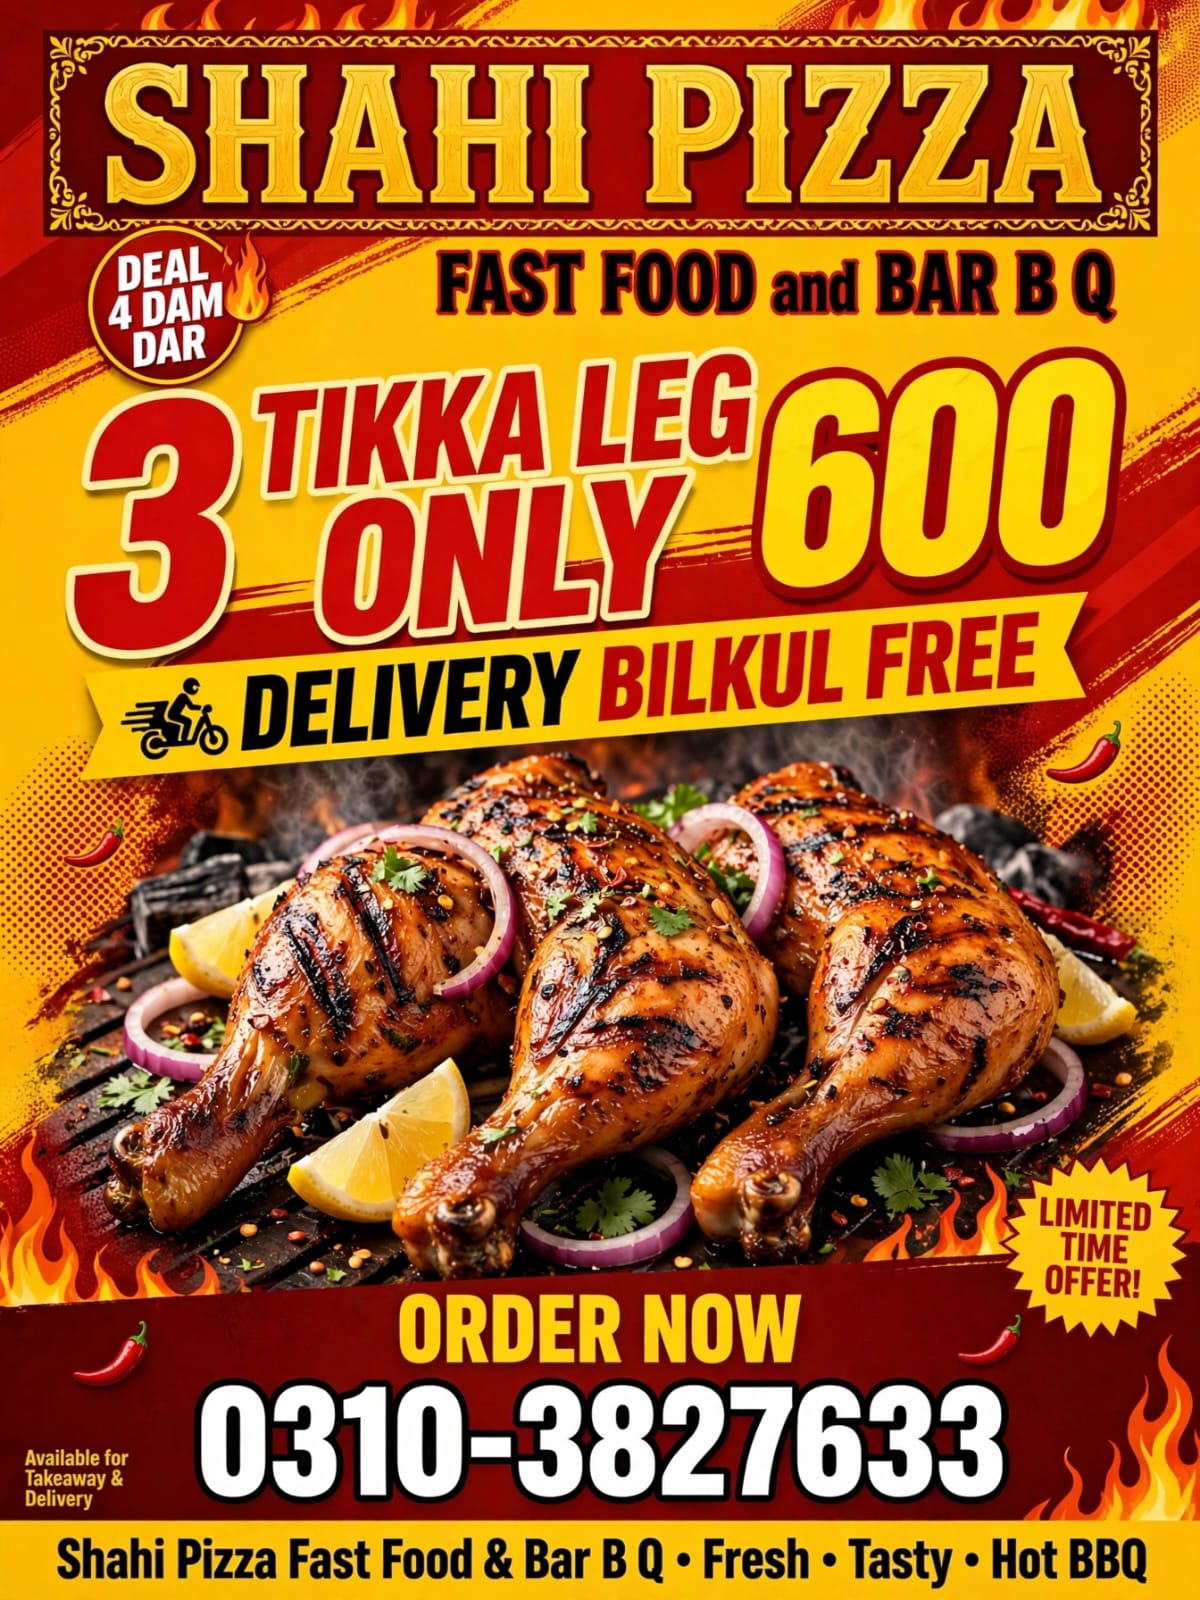 SHAHI PIZZA
FAST FOOD and BAR B Q
DEAL
4 DAM
DAR
3 TIKKA LEG
ONLY
600
DELIVERY BILKUL FREE
LIMITED
TIME
OFFER!
ORDER NOW
0310-3827633
Available for
Takeaway &
Delivery
Shahi Pizza Fast Food & Bar B Q • Fresh • Tasty • Hot BBQ